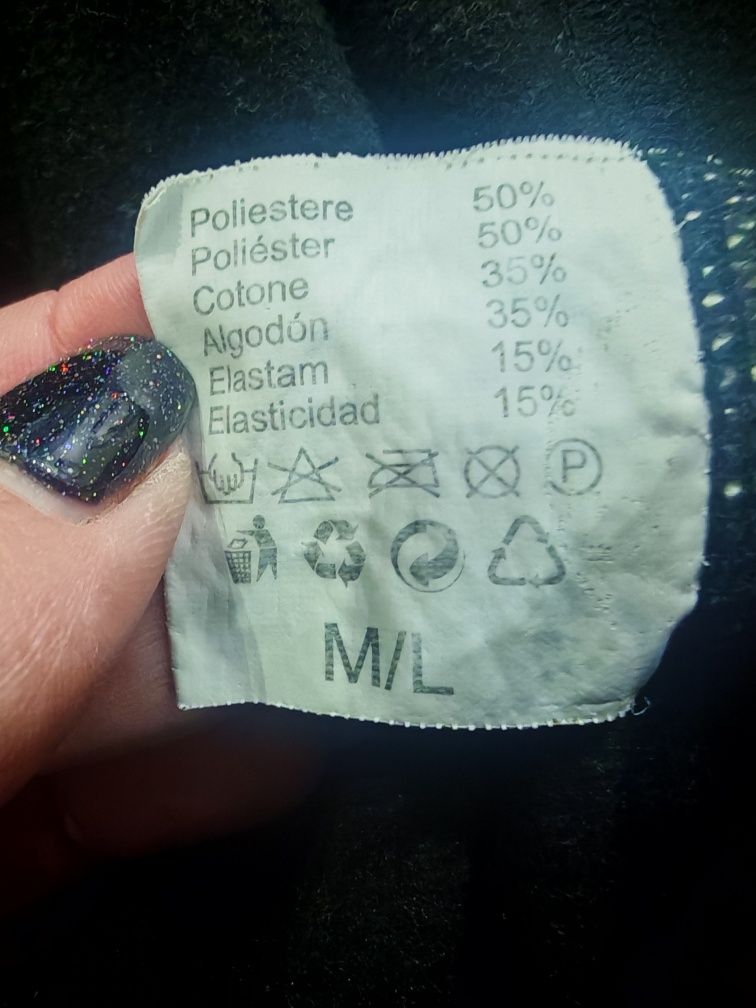 Poliestere 50%
Poliéster 50%
Cotone 35%
Algodón 35%
Elastam 15%
Elasticidad 15%
P
M/L